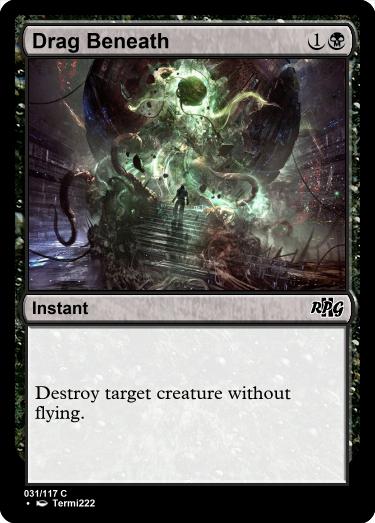 Drag Beneath 1
Instant
RPG
Destroy target creature without
flying.
031/117 C
• Termi222